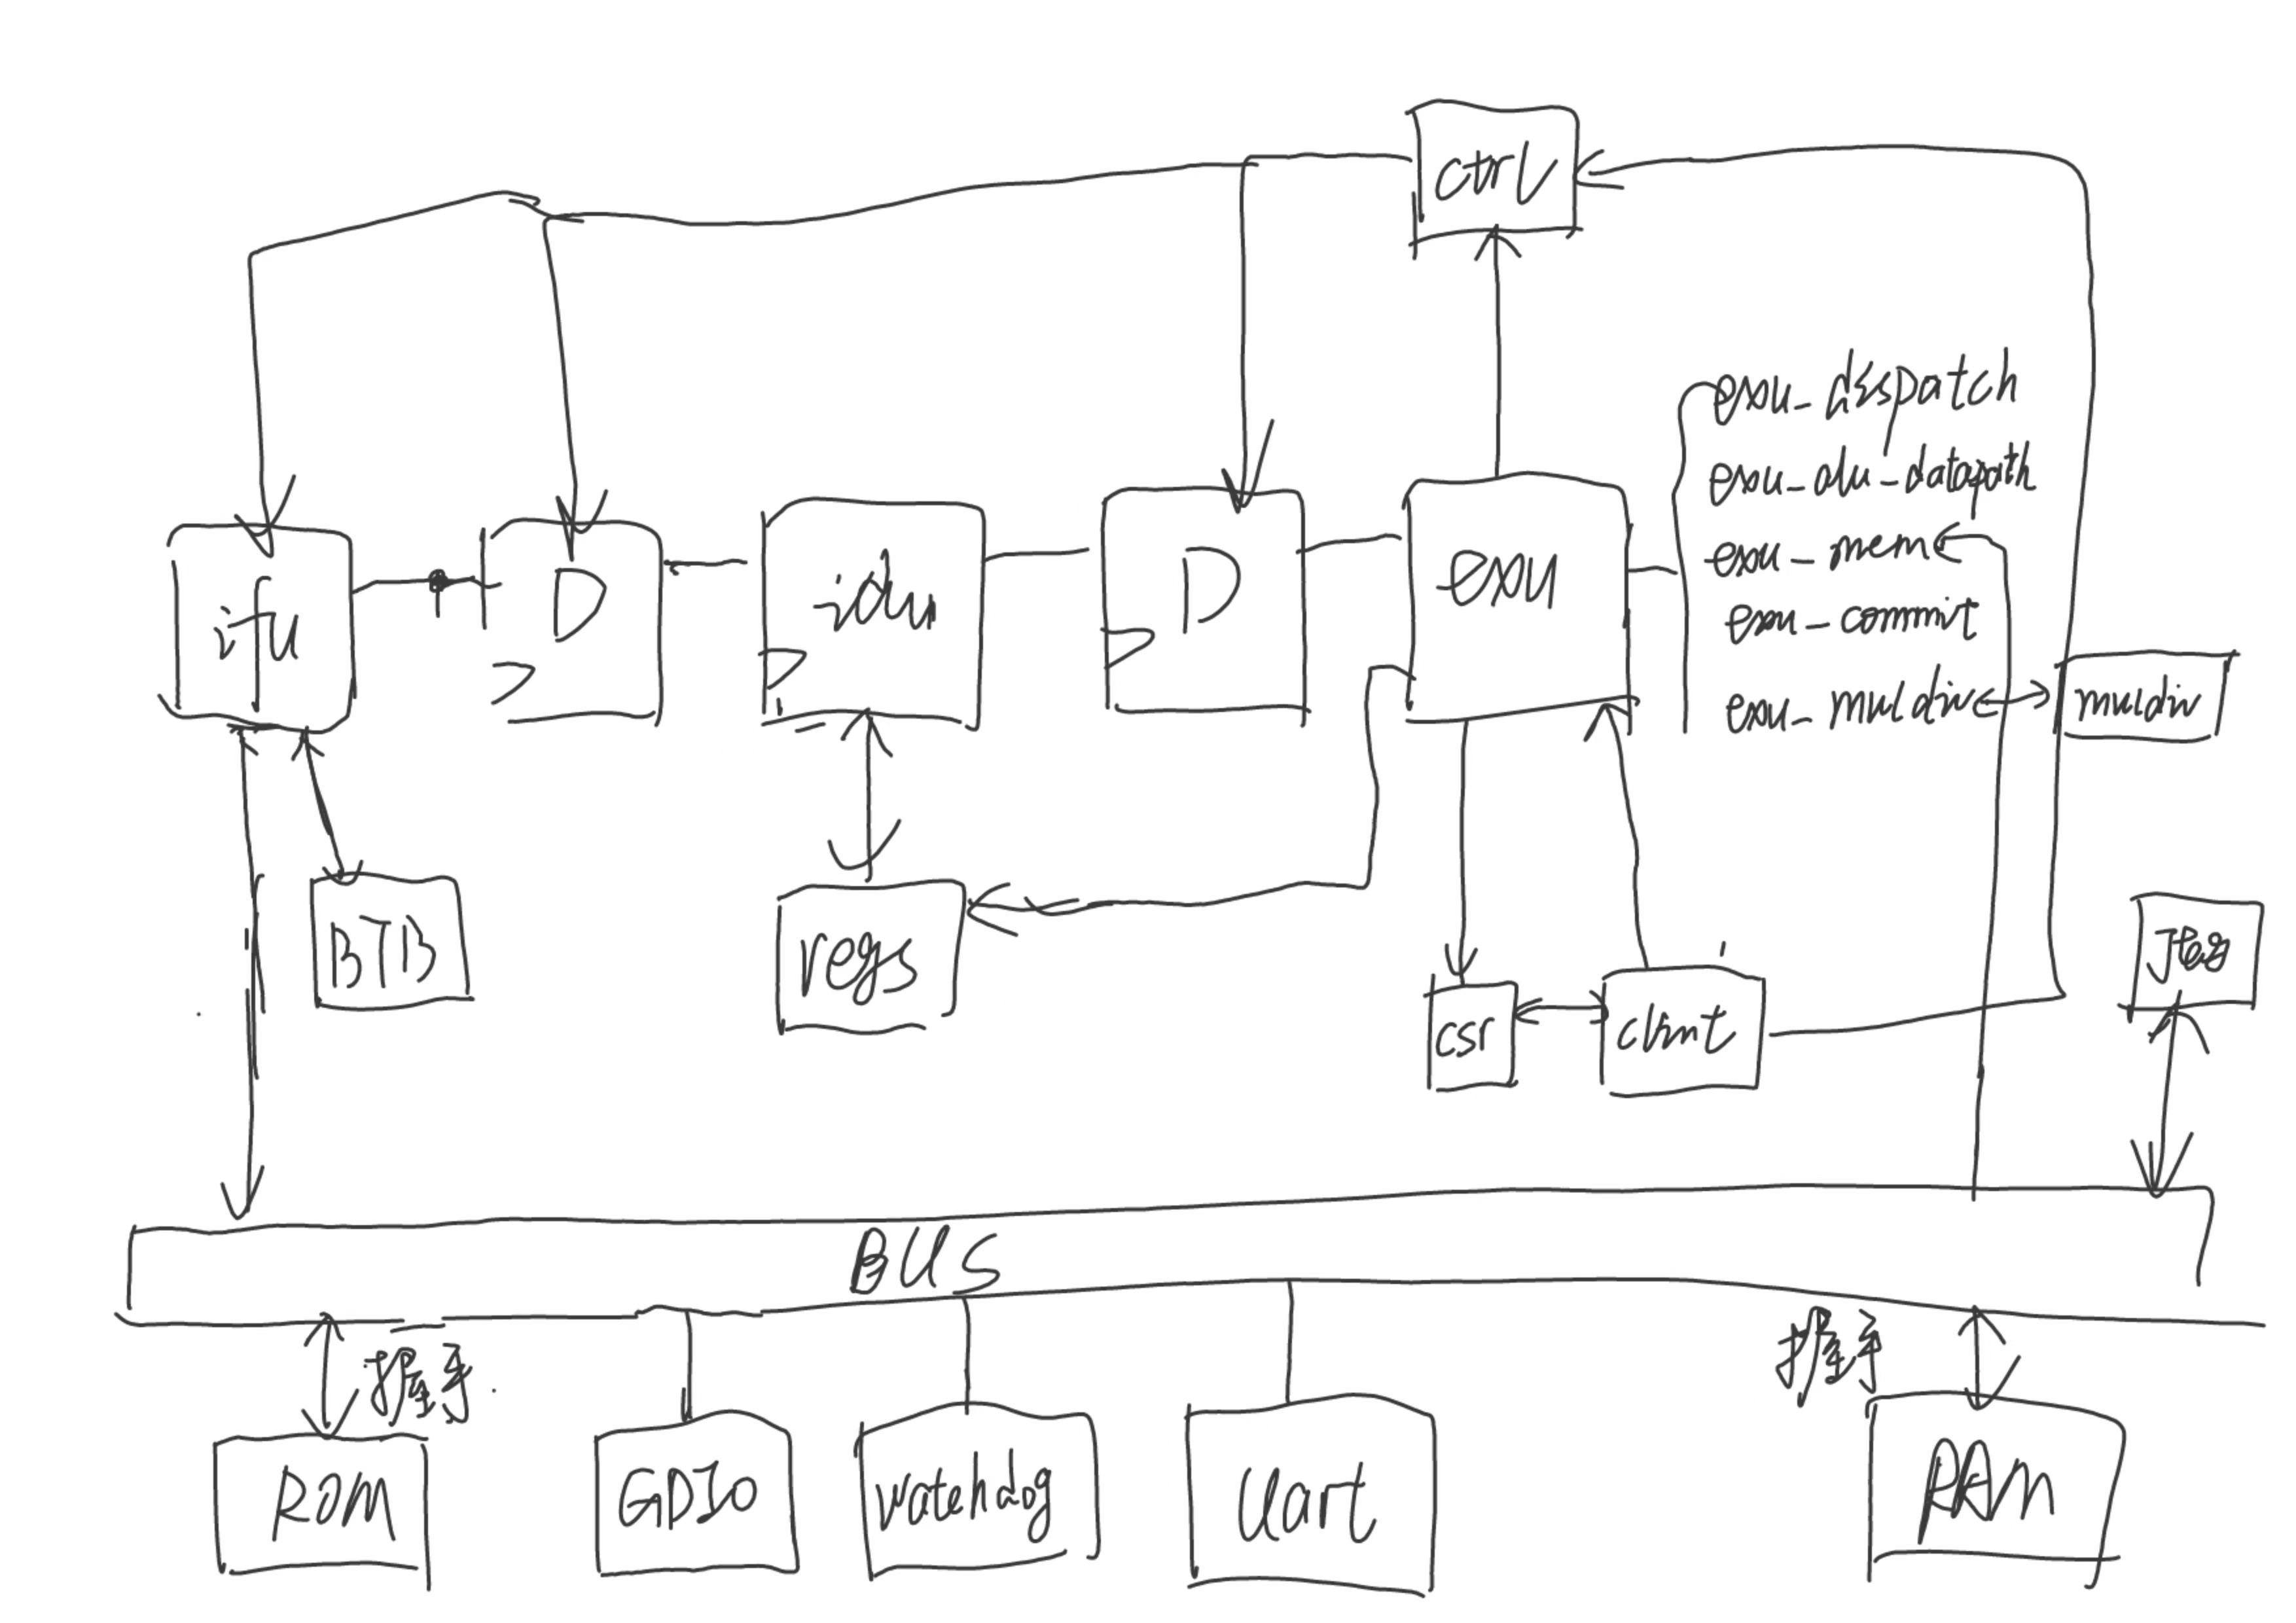 ctrl
ifu
D
idu
D
exu
exu_dispatch
exu_alu_datapath
exu_mem
exu_commit
exu_muldiv
muldiv
BTB
regs
csr
clint
Jtag
BUS
握手
握手
ROM
GPIO
watchdog
Uart
RAM